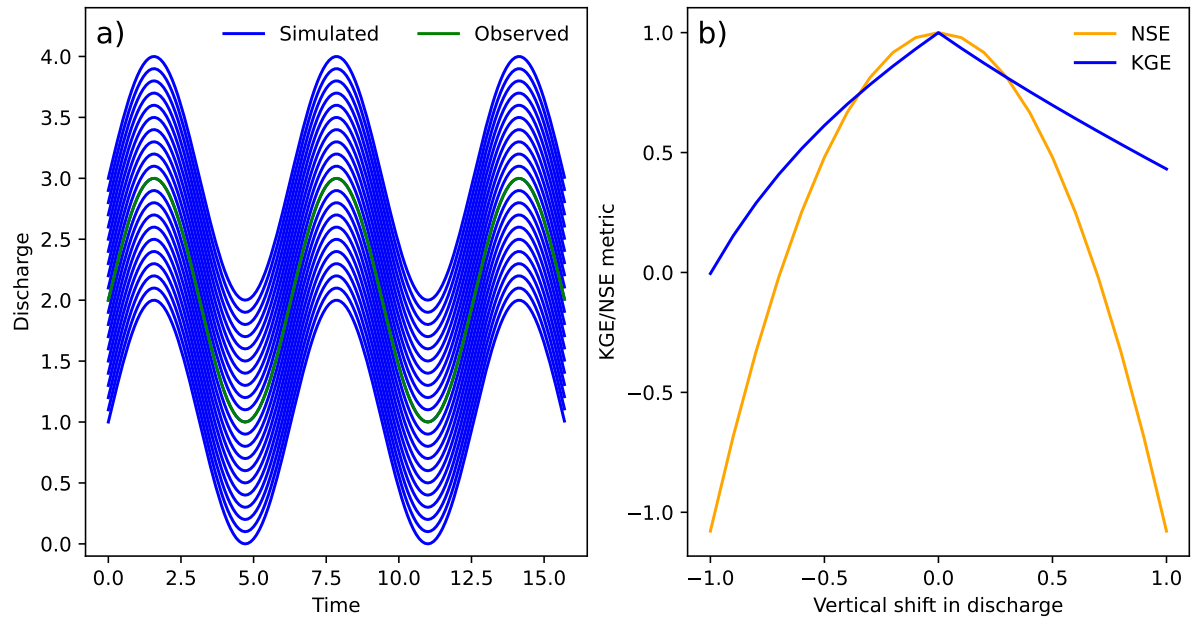 a)
Simulated
Observed
4.0
3.5
3.0
2.5
2.0
1.5
1.0
0.5
0.0
Discharge
0.0 2.5 5.0 7.5 10.0 12.5 15.0
Time
b)
NSE
KGE
1.0
0.5
0.0
−0.5
−1.0
KGE/NSE metric
−1.0 −0.5 0.0 0.5 1.0
Vertical shift in discharge